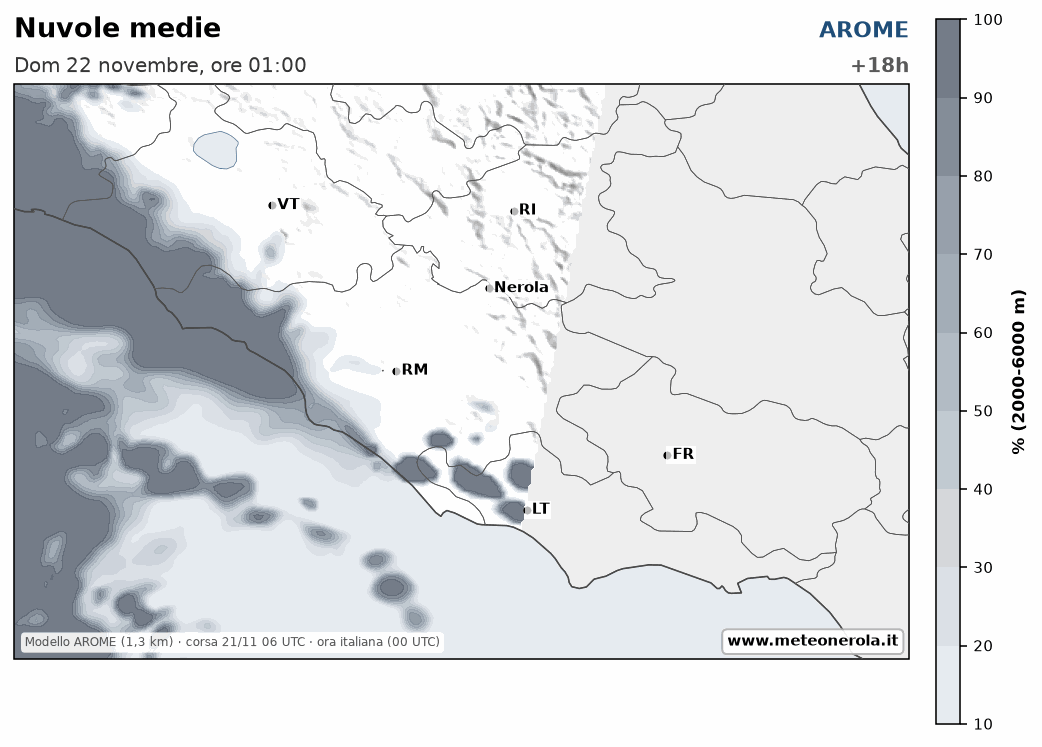 Nuvole medie
AROME
Dom 22 novembre, ore 01:00
+18h
VT
RI
Nerola
RM
FR
LT
Modello AROME (1,3 km) · corsa 21/11 06 UTC · ora italiana (00 UTC)
www.meteonerola.it
100
90
80
70
60
50
40
30
20
10
% (2000-6000 m)